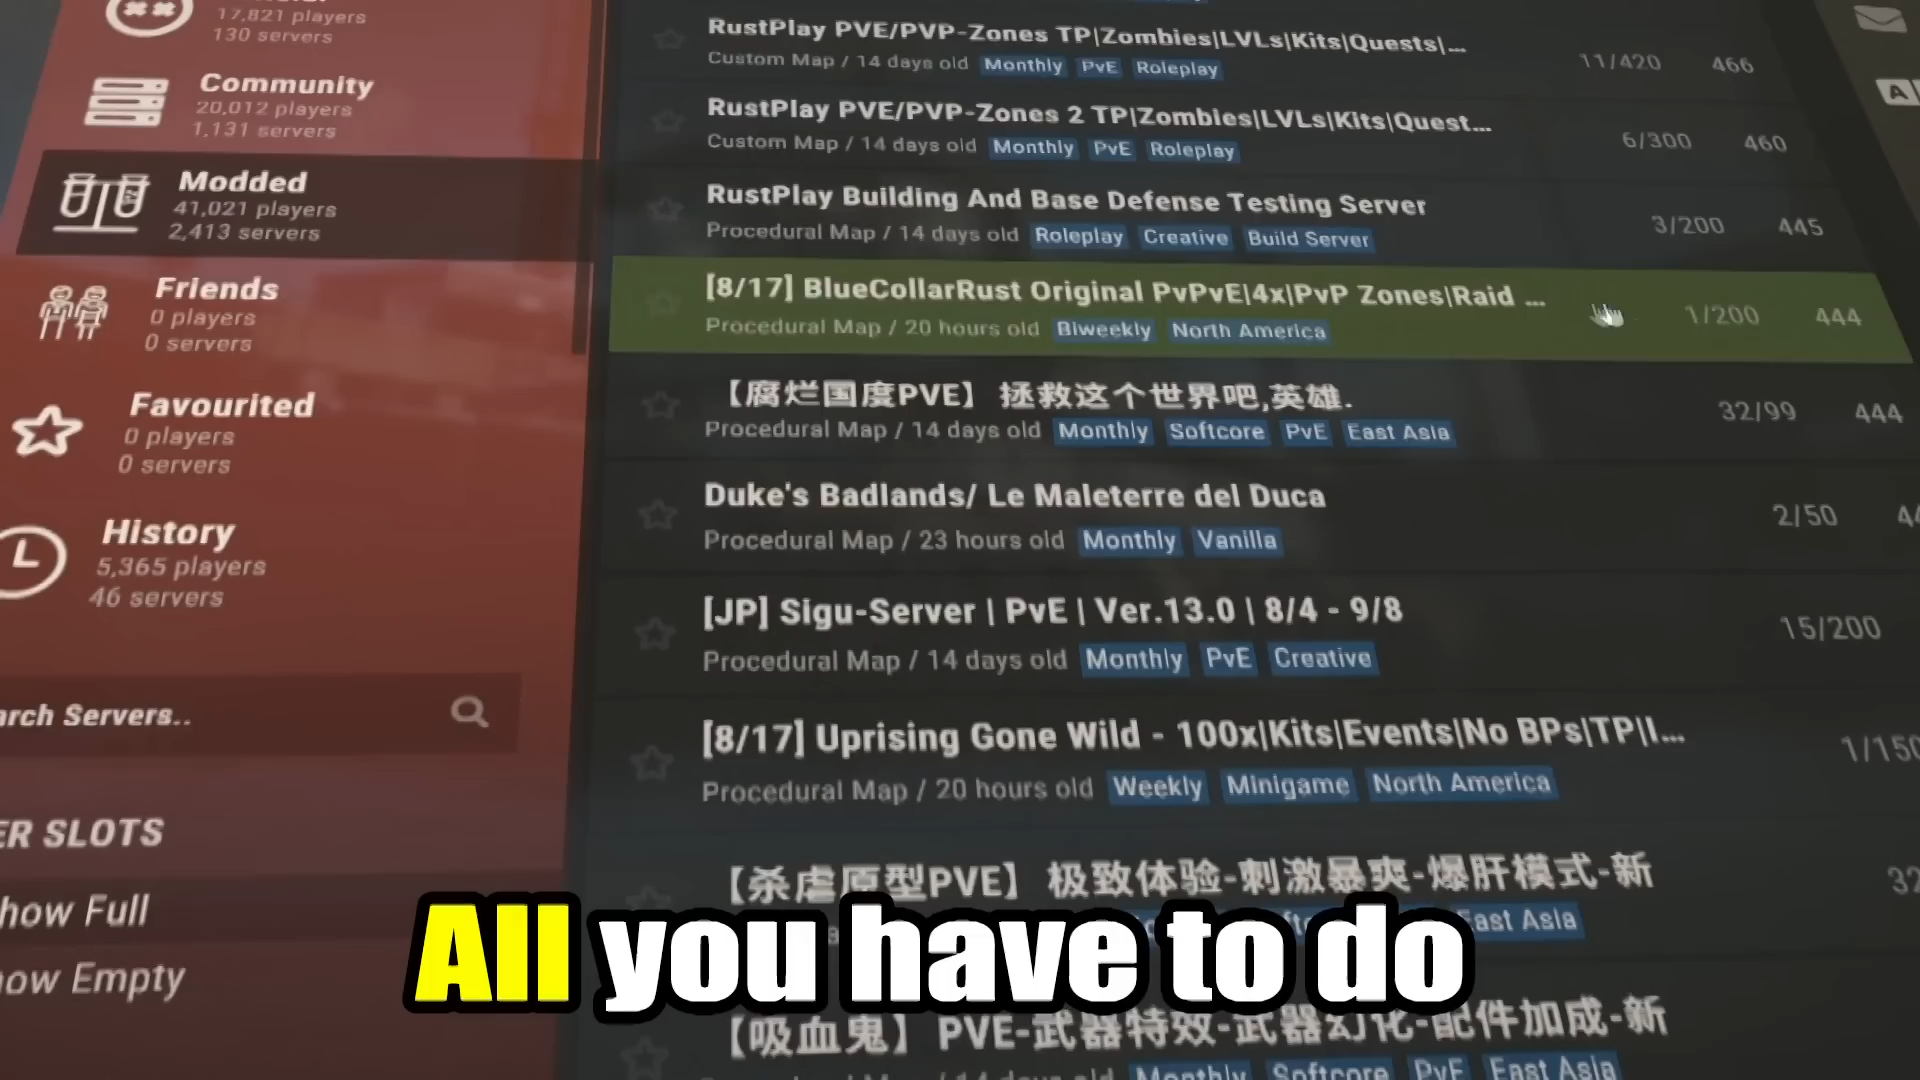 17,821 players
130 servers
Community
20,012 players
1,131 servers
Modded
41,021 players
2,413 servers
Friends
0 players
0 servers
Favourited
0 players
0 servers
History
5,365 players
46 servers
arch Servers..
ER SLOTS
how Full
how Empty
RustPlay PVE/PVP-Zones TP|Zombies|LVLs|Kits|Quests|... 11/420 466
Custom Map / 14 days old Monthly PvE Roleplay
RustPlay PVE/PVP-Zones 2 TP|Zombies|LVLs|Kits|Quest... 6/300 460
Custom Map / 14 days old Monthly PvE Roleplay
RustPlay Building And Base Defense Testing Server 3/200 445
Procedural Map / 14 days old Roleplay Creative Build Server
[8/17] BlueCollarRust Original PvPvE|4x|PvP Zones|Raid ... 1/200 444
Procedural Map / 20 hours old Biweekly North America
【腐烂国度PVE】 拯救这个世界吧,英雄. 32/99 444
Procedural Map / 14 days old Monthly Softcore PvE East Asia
Duke's Badlands/ Le Maleterre del Duca 2/50 44
Procedural Map / 23 hours old Monthly Vanilla
[JP] Sigu-Server | PvE | Ver.13.0 | 8/4 - 9/8 15/200
Procedural Map / 14 days old Monthly PvE Creative
[8/17] Uprising Gone Wild - 100x|Kits|Events|No BPs|TP|I... 1/150
Procedural Map / 20 hours old Weekly Minigame North America
【杀虐原型PVE】 极致体验-刺激暴爽-爆肝模式-新 32
East Asia
All you have to do
【吸血鬼】 PVE-武器特效-武器幻化-配件加成-新
Monthly Softcore PvE East Asia
A